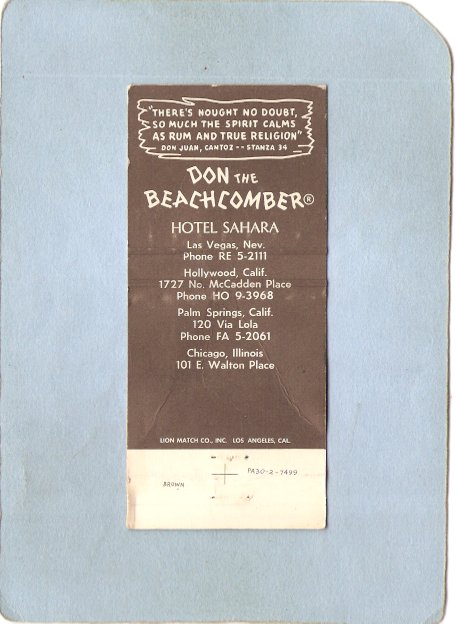 "THERE'S NOUGHT NO DOUBT,
SO MUCH THE SPIRIT CALMS
AS RUM AND TRUE RELIGION"
DON JUAN, CANTO2 -- STANZA 34
DON THE
BEACHCOMBER®
HOTEL SAHARA
Las Vegas, Nev.
Phone RE 5-2111
Hollywood, Calif.
1727 No. McCadden Place
Phone HO 9-3968
Palm Springs, Calif.
120 Via Lola
Phone FA 5-2061
Chicago, Illinois
101 E. Walton Place
LION MATCH CO., INC. LOS ANGELES, CAL.
PA30-2-7499
BROWN